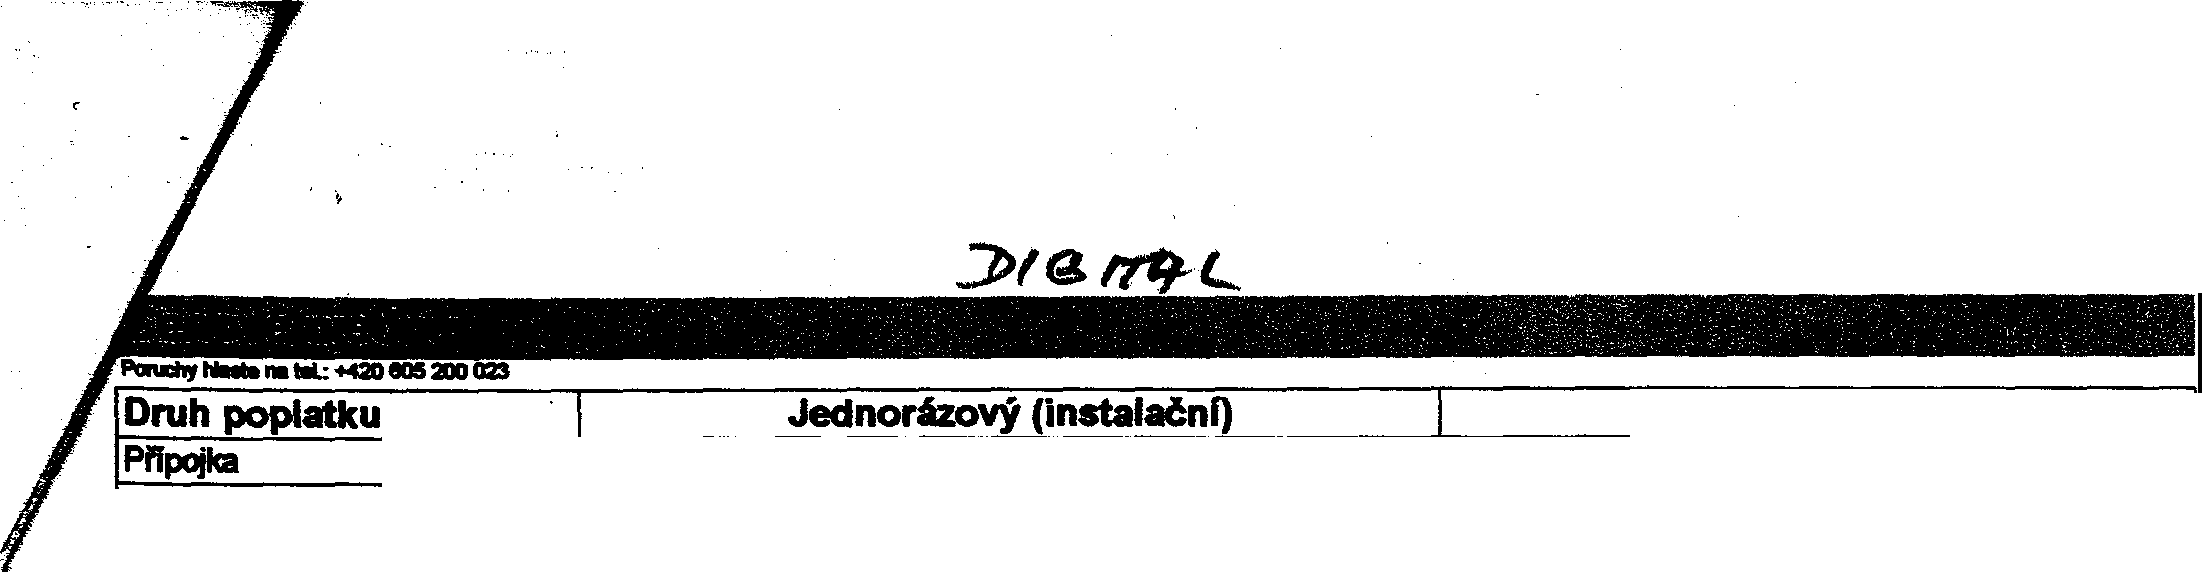 DIGITAL
Poruchy hlaste na tel.: +420 605 200 023
Druh poplatku Jednorázový (instalační)
Přípojka